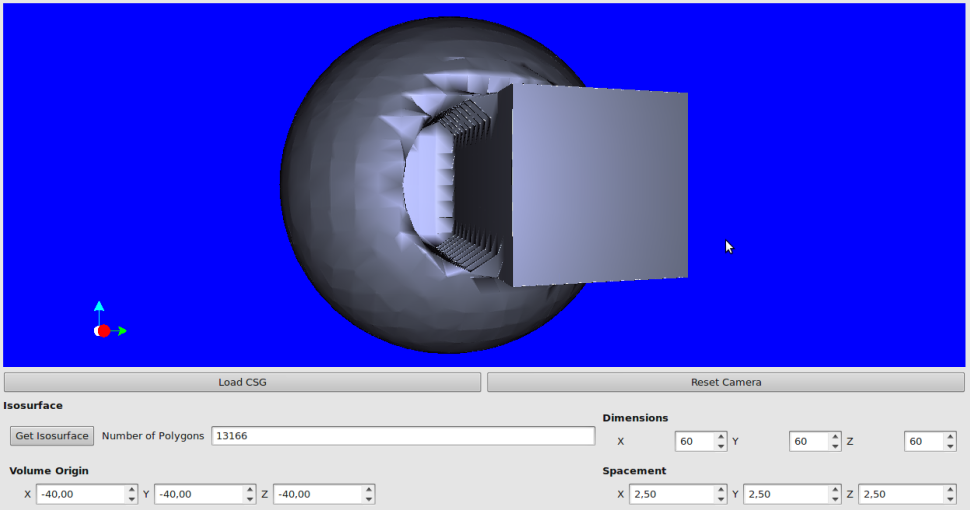 Load CSG Reset Camera
Isosurface
Dimensions
Get Isosurface Number of Polygons 13166
X 60 Y 60 Z 60
Volume Origin Spacement
X -40,00 Y -40,00 Z -40,00 X 2,50 Y 2,50 Z 2,50